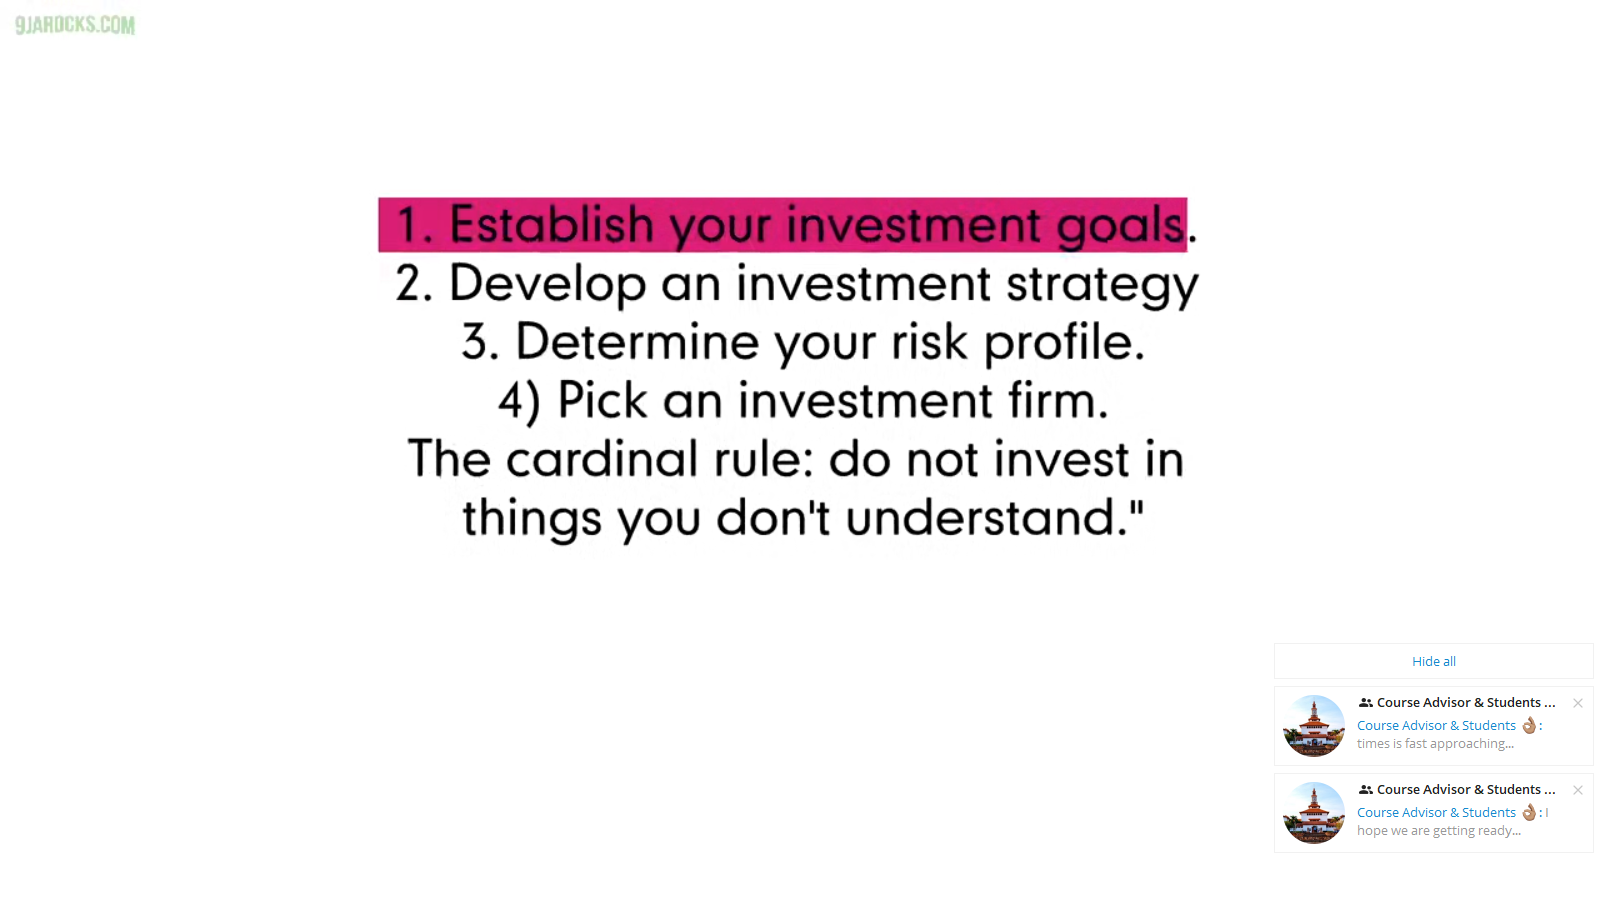 9JAROCKS.COM
1. Establish your investment goals.
2. Develop an investment strategy
3. Determine your risk profile.
4) Pick an investment firm.
The cardinal rule: do not invest in
things you don't understand."
Hide all
Course Advisor & Students ...
Course Advisor & Students 👌🏽:
times is fast approaching...
Course Advisor & Students ...
Course Advisor & Students 👌🏽: I
hope we are getting ready...